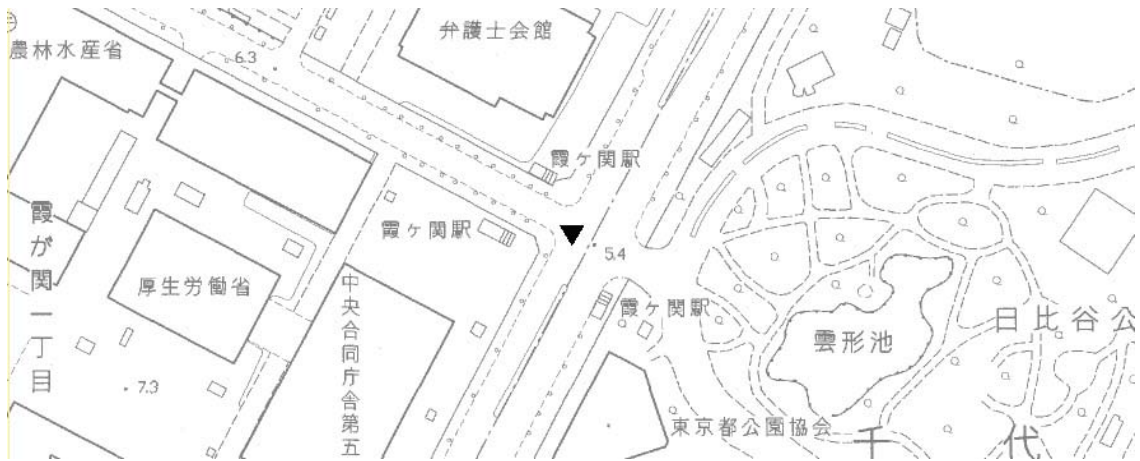 弁護士会館
農林水産省
6.3
霞ヶ関駅
霞ヶ関駅
5.4
霞が関一丁目
厚生労働省
中央合同庁舎第五
霞ヶ関駅
日比谷公
雲形池
7.3
東京都公園協会
千代